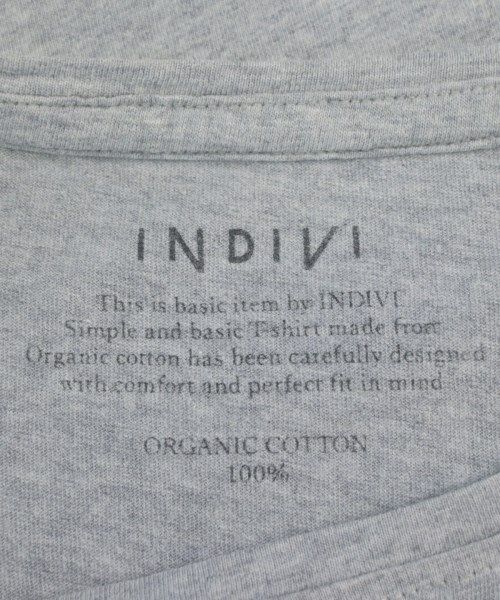 INDIVI
This is basic item by INDIVI.
Simple and basic T-shirt made from
Organic cotton has been carefully designed
with comfort and perfect fit in mind
ORGANIC COTTON
100%